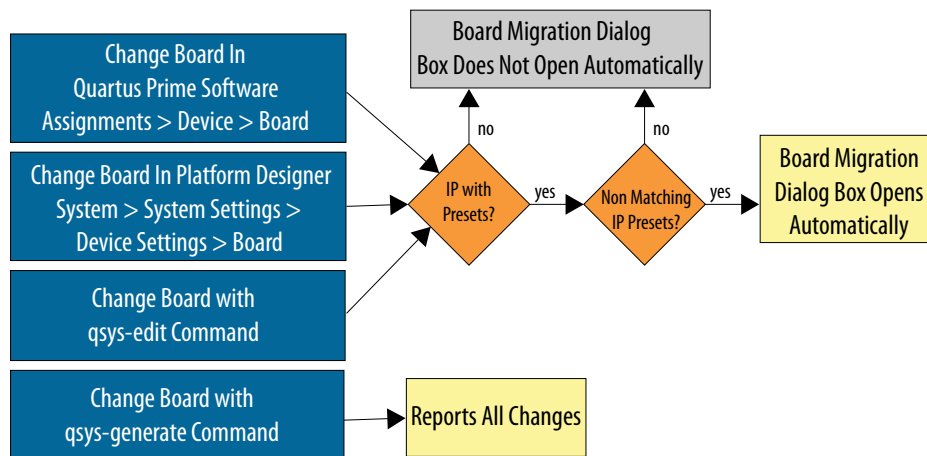 Change Board In
Quartus Prime Software
Assignments > Device > Board
Board Migration Dialog
Box Does Not Open Automatically
no
no
Change Board In Platform Designer
System > System Settings >
Device Settings > Board
IP with
Presets?
yes
Non Matching
IP Presets?
yes
Board Migration
Dialog Box Opens
Automatically
Change Board with
qsys-edit Command
Change Board with
qsys-generate Command
Reports All Changes